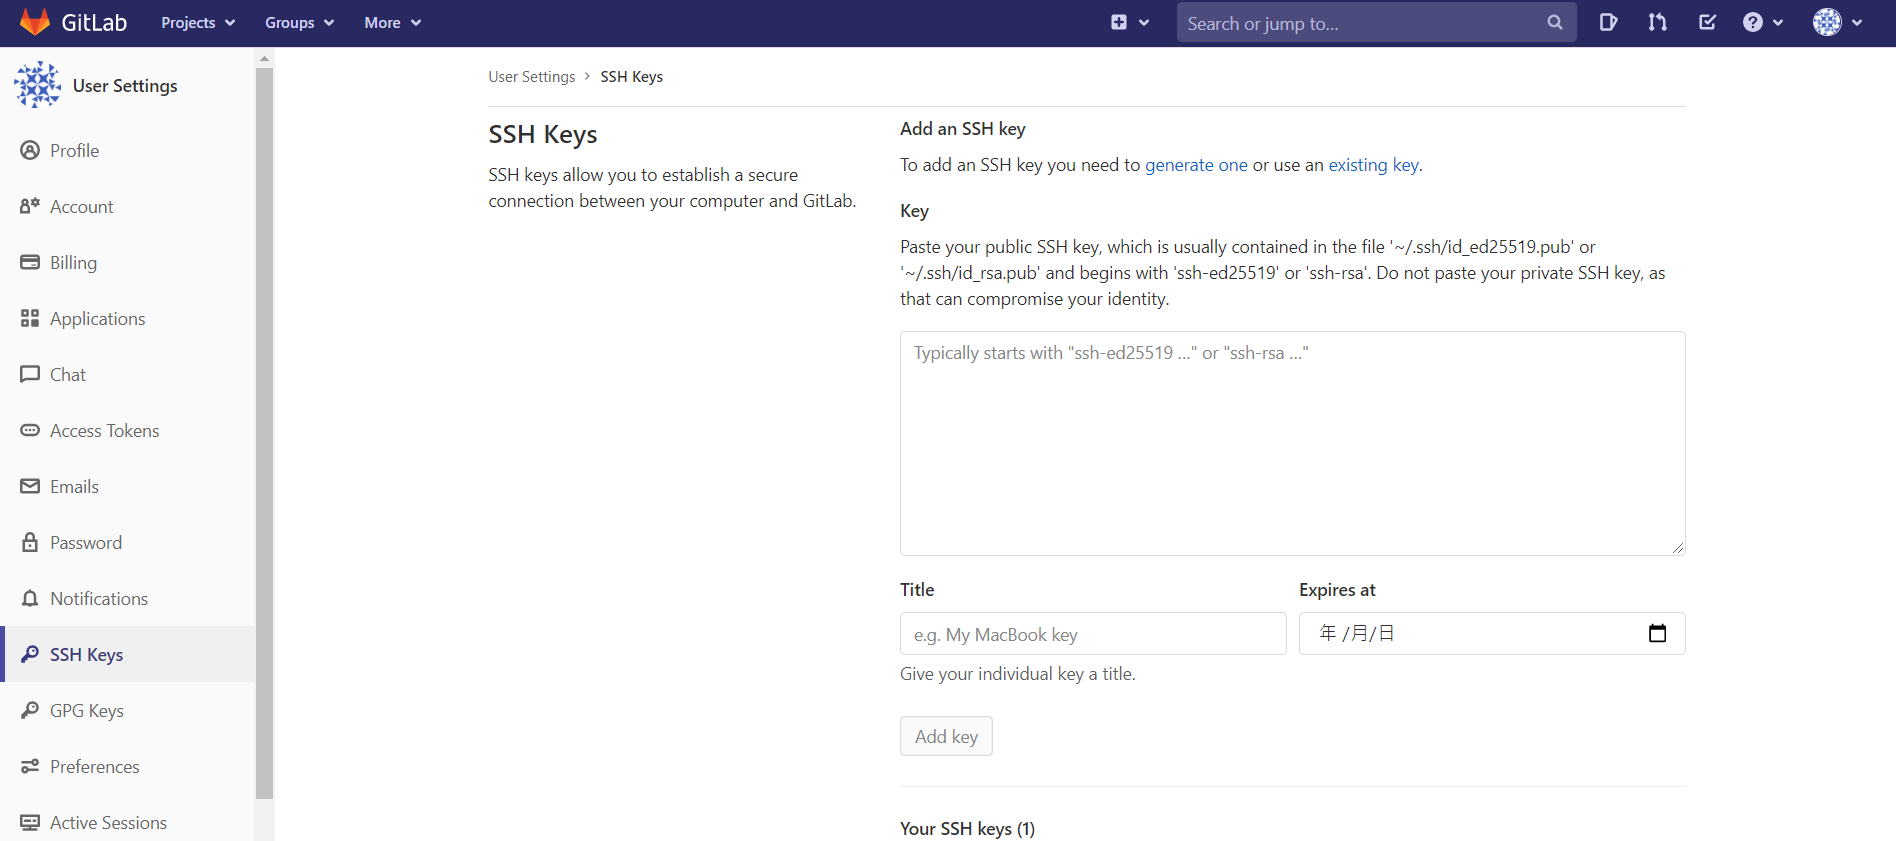 GitLab Projects Groups More Search or jump to...
User Settings
Profile
Account
Billing
Applications
Chat
Access Tokens
Emails
Password
Notifications
SSH Keys
GPG Keys
Preferences
Active Sessions
User Settings › SSH Keys
SSH Keys
SSH keys allow you to establish a secure
connection between your computer and GitLab.
Add an SSH key
To add an SSH key you need to generate one or use an existing key.
Key
Paste your public SSH key, which is usually contained in the file '~/.ssh/id_ed25519.pub' or
'~/.ssh/id_rsa.pub' and begins with 'ssh-ed25519' or 'ssh-rsa'. Do not paste your private SSH key, as
that can compromise your identity.
Typically starts with "ssh-ed25519 ..." or "ssh-rsa ..."
Title
e.g. My MacBook key
Give your individual key a title.
Expires at
年 /月/日
Add key
Your SSH keys (1)